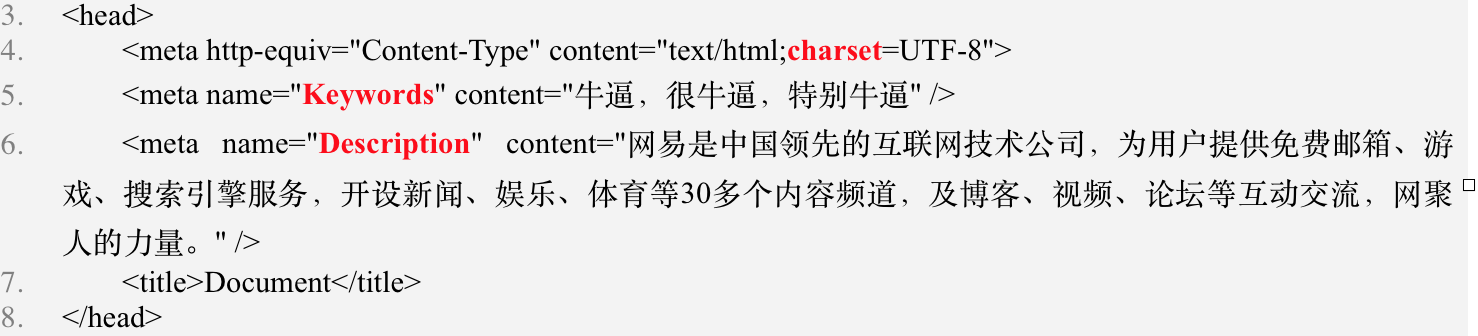 3. <head>
4. <meta http-equiv="Content-Type" content="text/html;charset=UTF-8">
5. <meta name="Keywords" content="牛逼，很牛逼，特别牛逼" />
6. <meta name="Description" content="网易是中国领先的互联网技术公司，为用户提供免费邮箱、游
戏、搜索引擎服务，开设新闻、娱乐、体育等30多个内容频道，及博客、视频、论坛等互动交流，网聚
人的力量。" />
7. <title>Document</title>
8. </head>